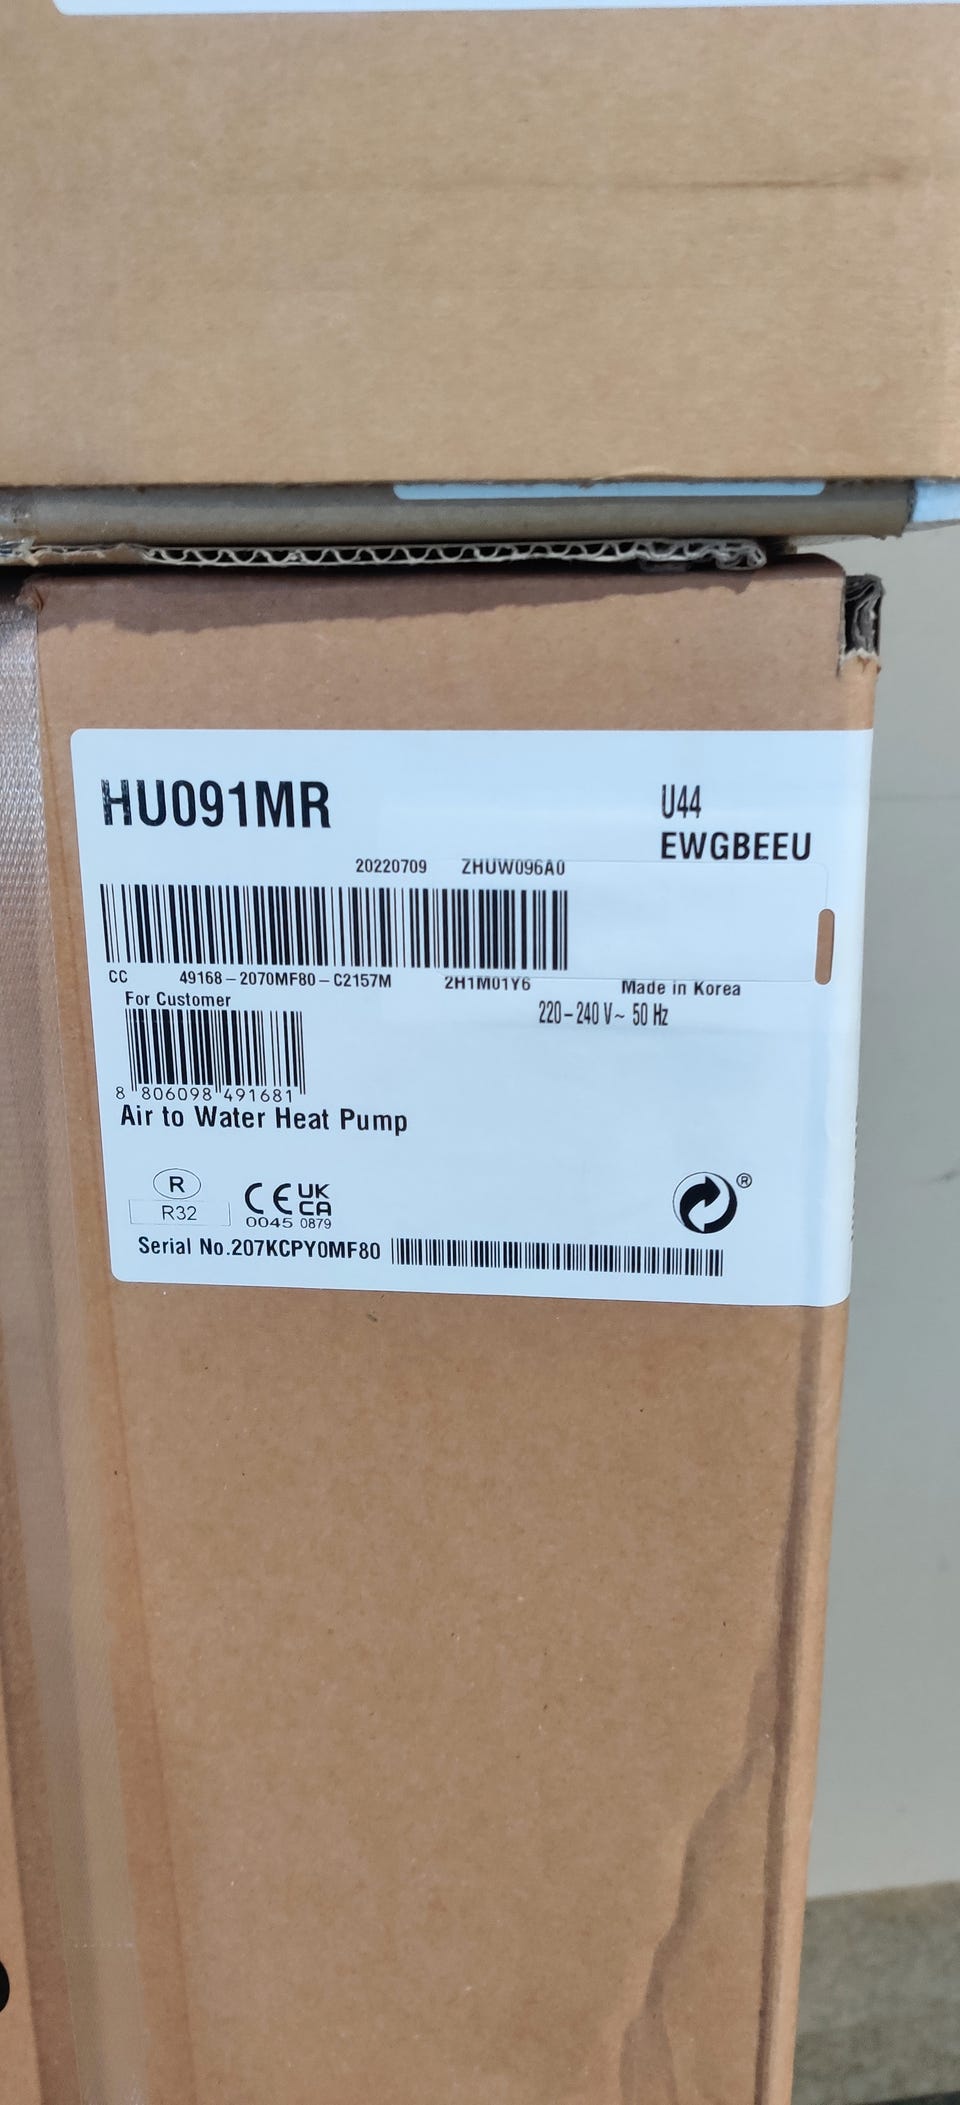 HU091MR
U44
EWGBEEU
20220709 ZHUW096A0
CC 49168-2070MF80-C2157M 2H1M01Y6 Made in Korea
For Customer 220-240 V~ 50 Hz
8 806098 491681
Air to Water Heat Pump
R
R32
CE UK CA
0045 0879
®
Serial No.207KCPY0MF80